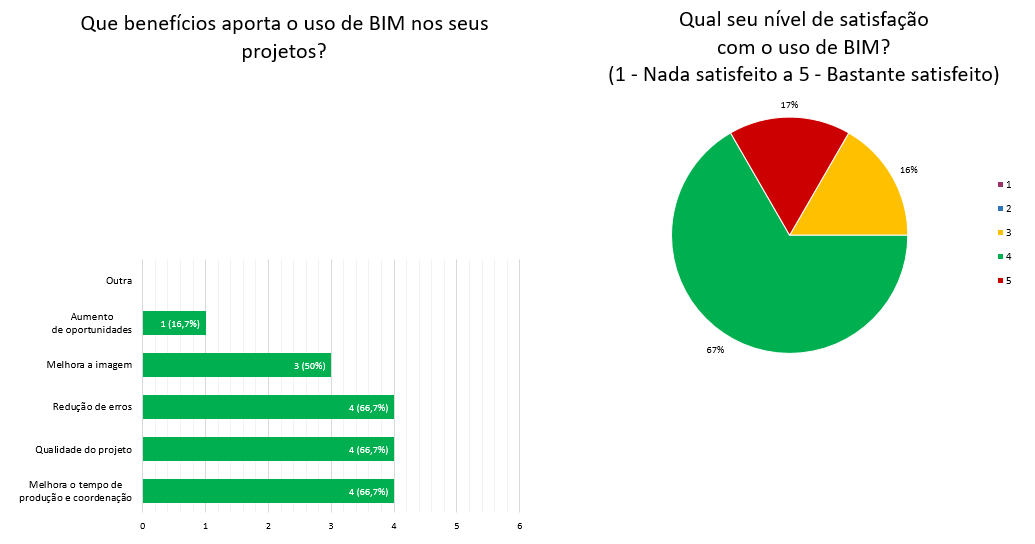 Que benefícios aporta o uso de BIM nos seus
projetos?
Outra
Aumento
de oportunidades
1 (16,7%)
Melhora a imagem
3 (50%)
Redução de erros
4 (66,7%)
Qualidade do projeto
4 (66,7%)
Melhora o tempo de
produção e coordenação
4 (66,7%)
0 1 2 3 4 5 6
Qual seu nível de satisfação
com o uso de BIM?
(1 - Nada satisfeito a 5 - Bastante satisfeito)
17%
16%
67%
1
2
3
4
5